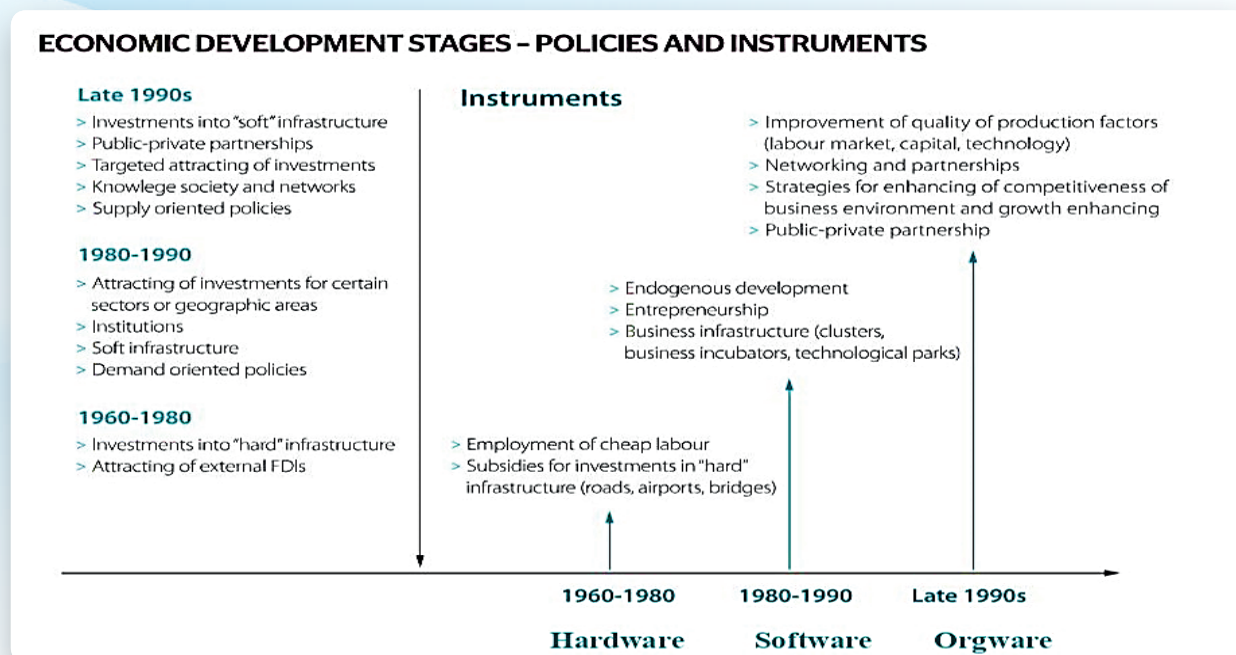 ECONOMIC DEVELOPMENT STAGES – POLICIES AND INSTRUMENTS
Late 1990s
> Investments into "soft" infrastructure
> Public-private partnerships
> Targeted attracting of investments
> Knowlege society and networks
> Supply oriented policies
1980-1990
> Attracting of investments for certain
sectors or geographic areas
> Institutions
> Soft infrastructure
> Demand oriented policies
1960-1980
> Investments into "hard" infrastructure
> Attracting of external FDIs
Instruments
> Improvement of quality of production factors
(labour market, capital, technology)
> Networking and partnerships
> Strategies for enhancing of competitiveness of
business environment and growth enhancing
> Public-private partnership
> Endogenous development
> Entrepreneurship
> Business infrastructure (clusters,
business incubators, technological parks)
> Employment of cheap labour
> Subsidies for investments in "hard"
infrastructure (roads, airports, bridges)
1960-1980
1980-1990
Late 1990s
Hardware
Software
Orgware